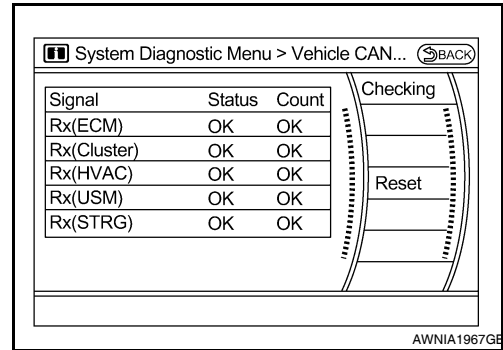 i System Diagnostic Menu > Vehicle CAN... BACK
Checking
Signal Status Count
Rx(ECM) OK OK
Rx(Cluster) OK OK
Rx(HVAC) OK OK
Rx(USM) OK OK
Rx(STRG) OK OK
Reset
AWNIA1967GB